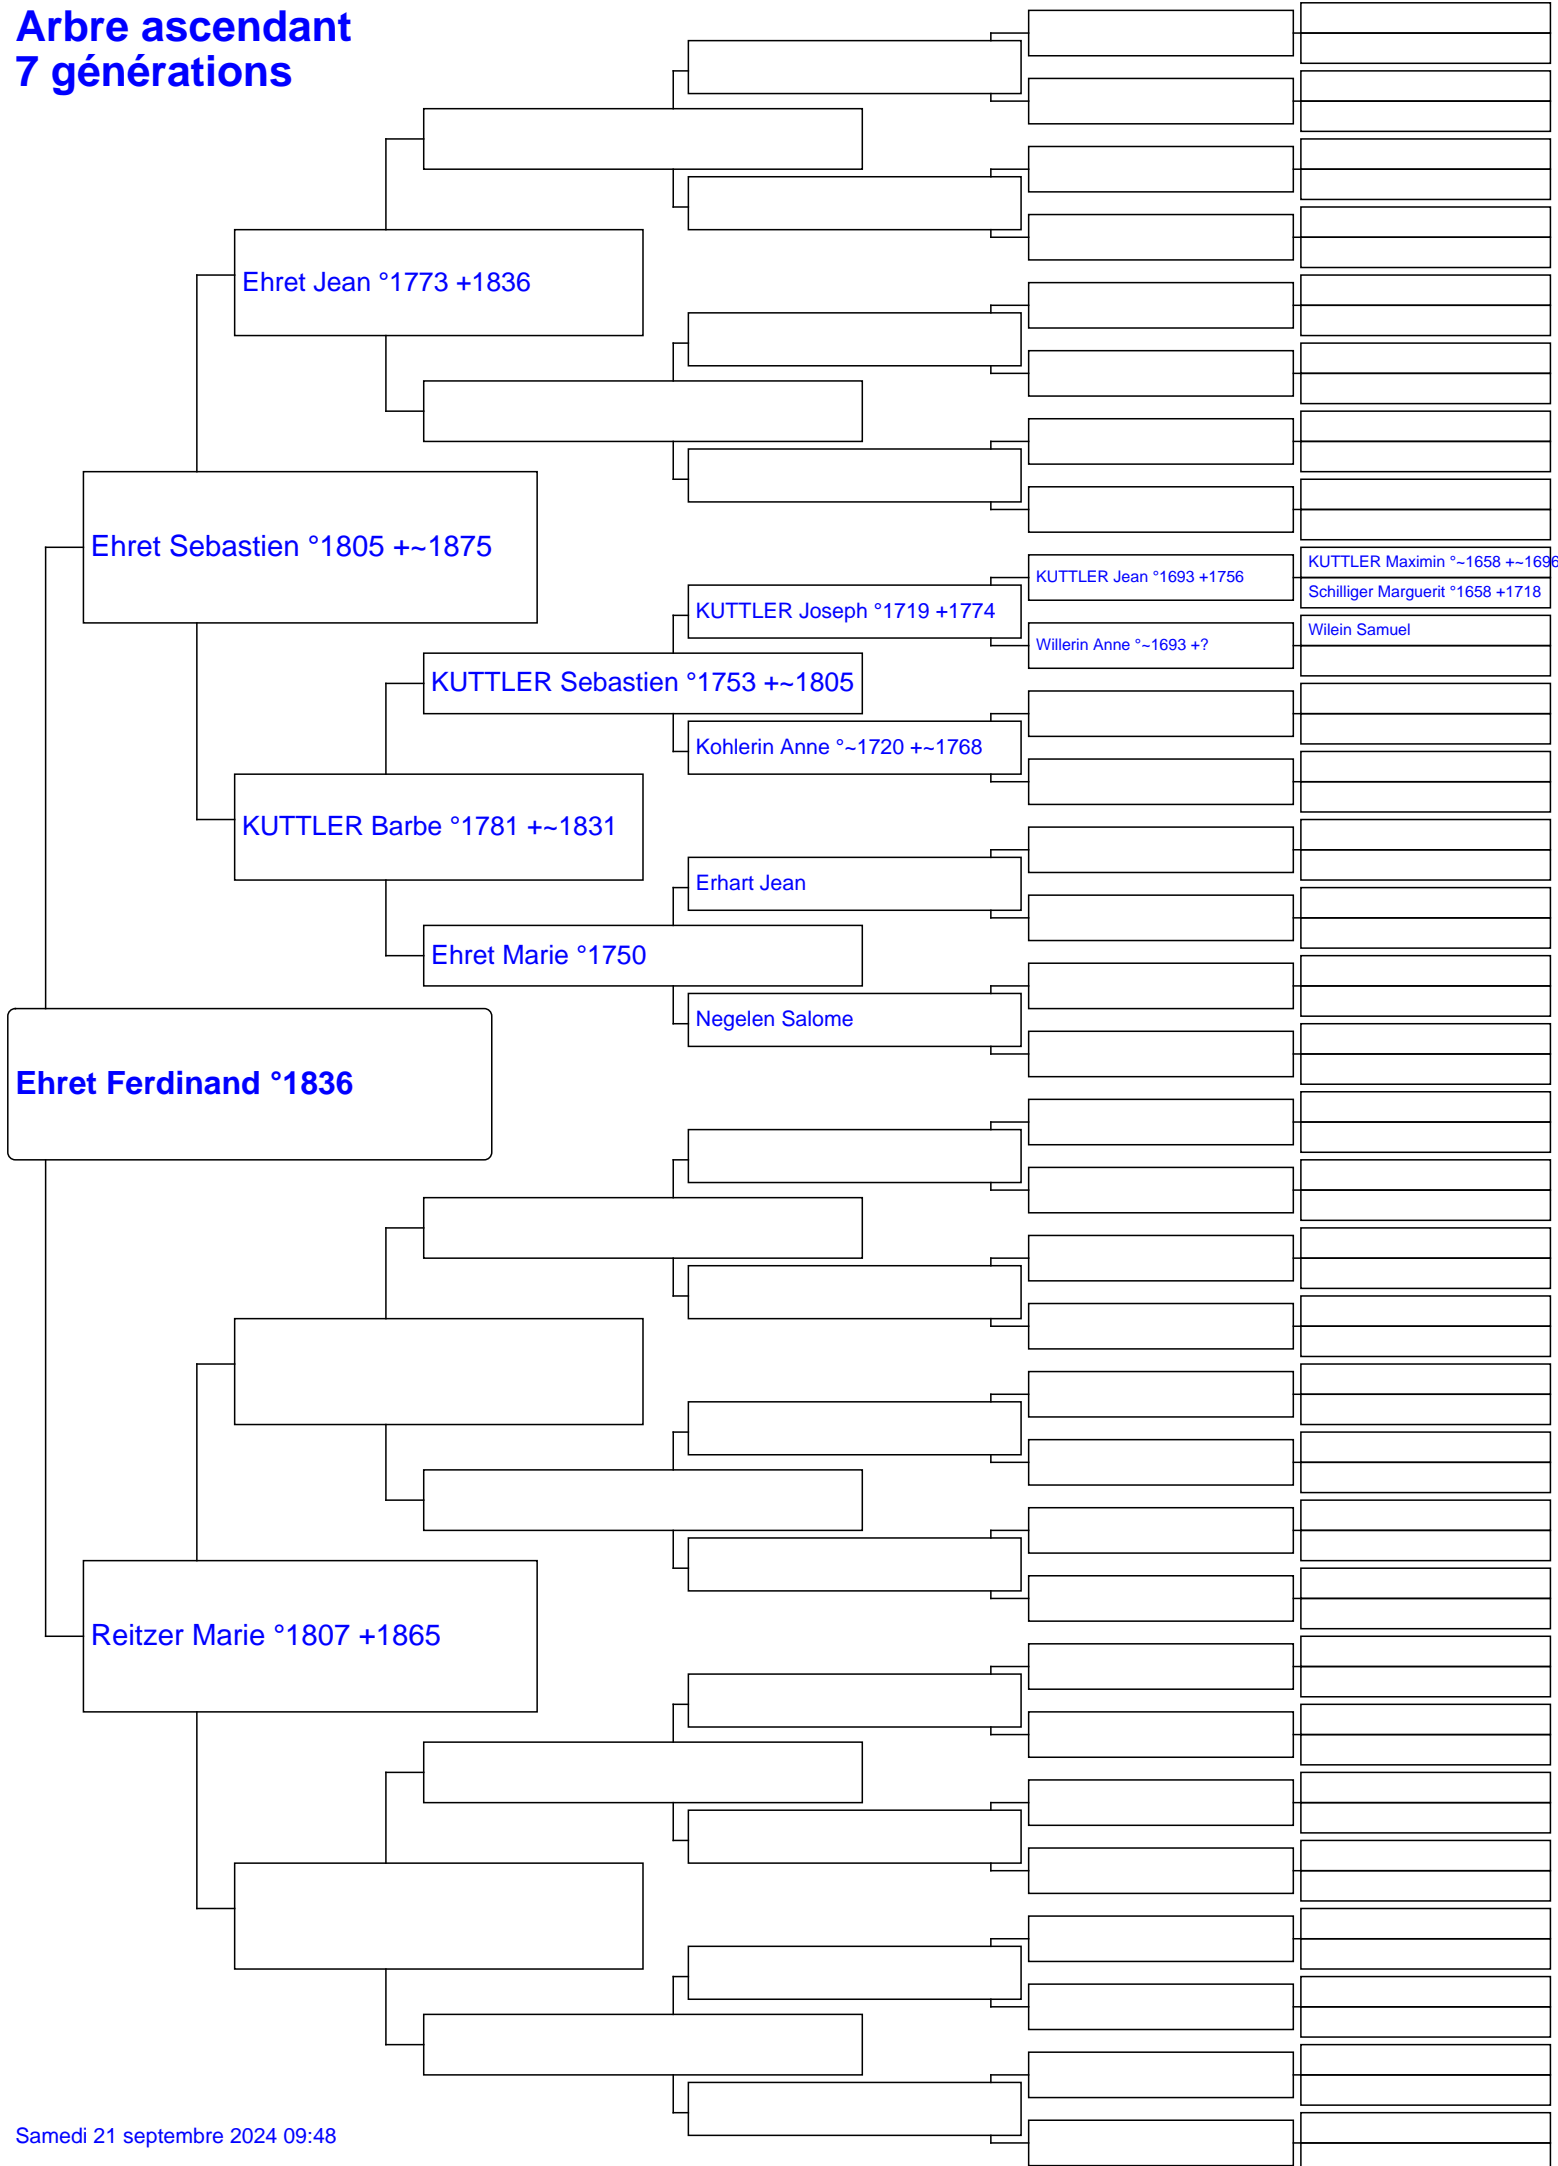 Arbre ascendant
7 générations
Ehret Jean °1773 +1836
Ehret Sebastien °1805 +~1875
KUTTLER Maximin °~1658 +~1696
KUTTLER Jean °1693 +1756
Schilliger Marguerit °1658 +1718
KUTTLER Joseph °1719 +1774
Wilein Samuel
Willerin Anne °~1693 +?
KUTTLER Sebastien °1753 +~1805
Kohlerin Anne °~1720 +~1768
KUTTLER Barbe °1781 +~1831
Erhart Jean
Ehret Marie °1750
Negelen Salome
Ehret Ferdinand °1836
Reitzer Marie °1807 +1865
Samedi 21 septembre 2024 09:48